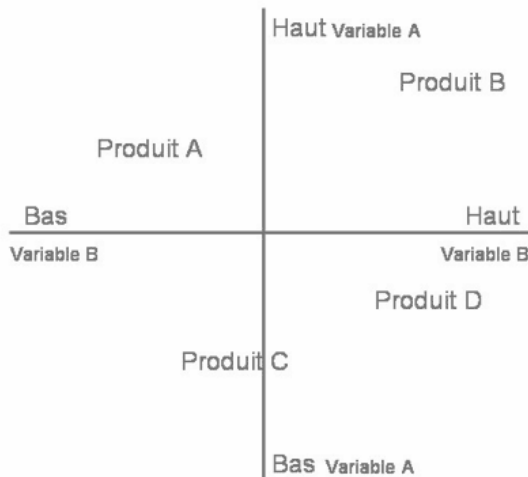 Haut Variable A
Produit B
Produit A
Bas
Haut
Variable B
Variable B
Produit D
Produit C
Bas Variable A